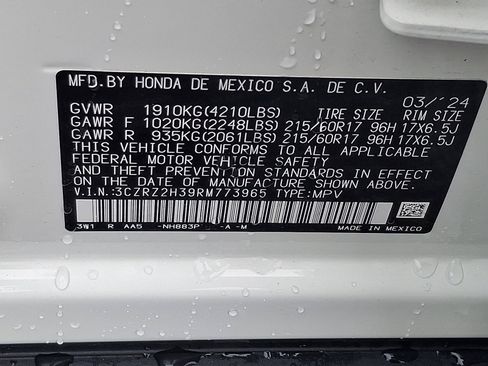 MFD.BY HONDA DE MEXICO S.A. DE C.V.
03/'24
GVWR 1910KG(4210LBS) TIRE SIZE RIM SIZE
GAWR F 1020KG(2248LBS) 215/60R17 96H 17X6.5J
GAWR R 935KG(2061LBS) 215/60R17 96H 17X6.5J
THIS VEHICLE CONFORMS TO ALL APPLICABLE
FEDERAL MOTOR VEHICLE SAFETY
STANDARDS IN EFFECT ON THE
DATE OF MANUFACTURE SHOWN ABOVE.
V.I.N.:3CZRZ2H39RM773965 TYPE:MPV
3W1 R AA5 -NH883P -A -M
MADE IN MEXICO